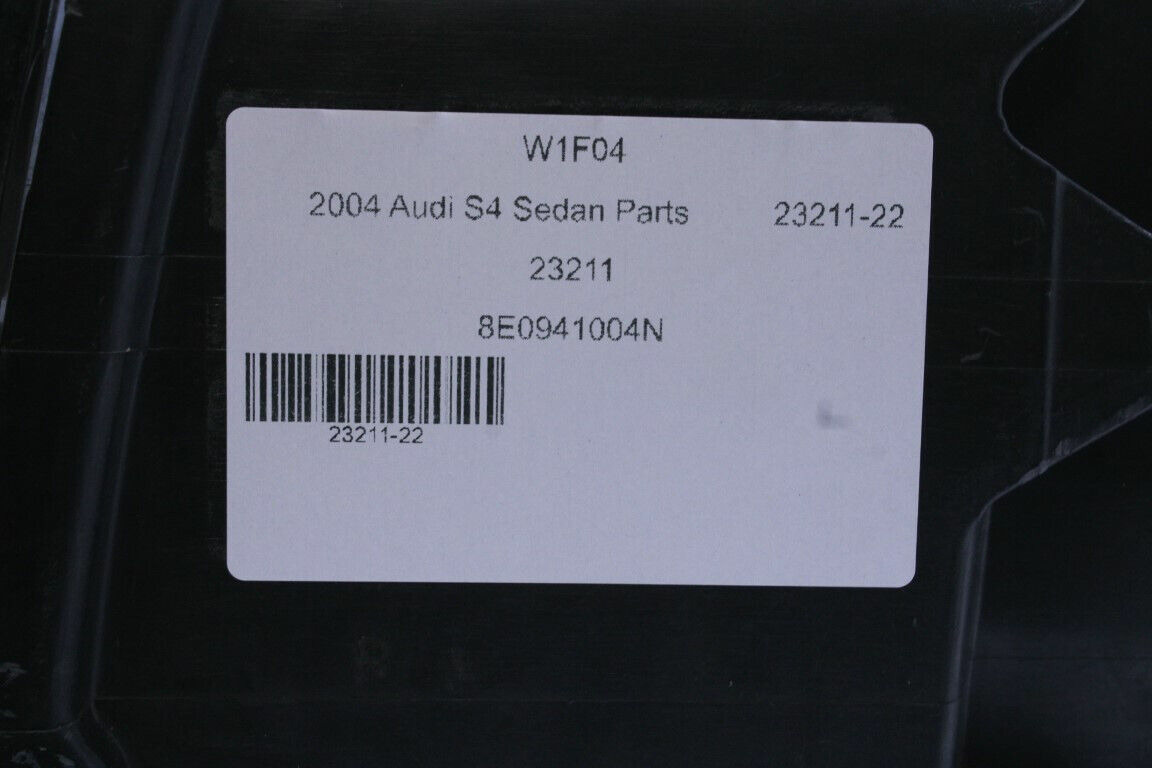 W1F04
2004 Audi S4 Sedan Parts 23211-22
23211
8E0941004N
23211-22